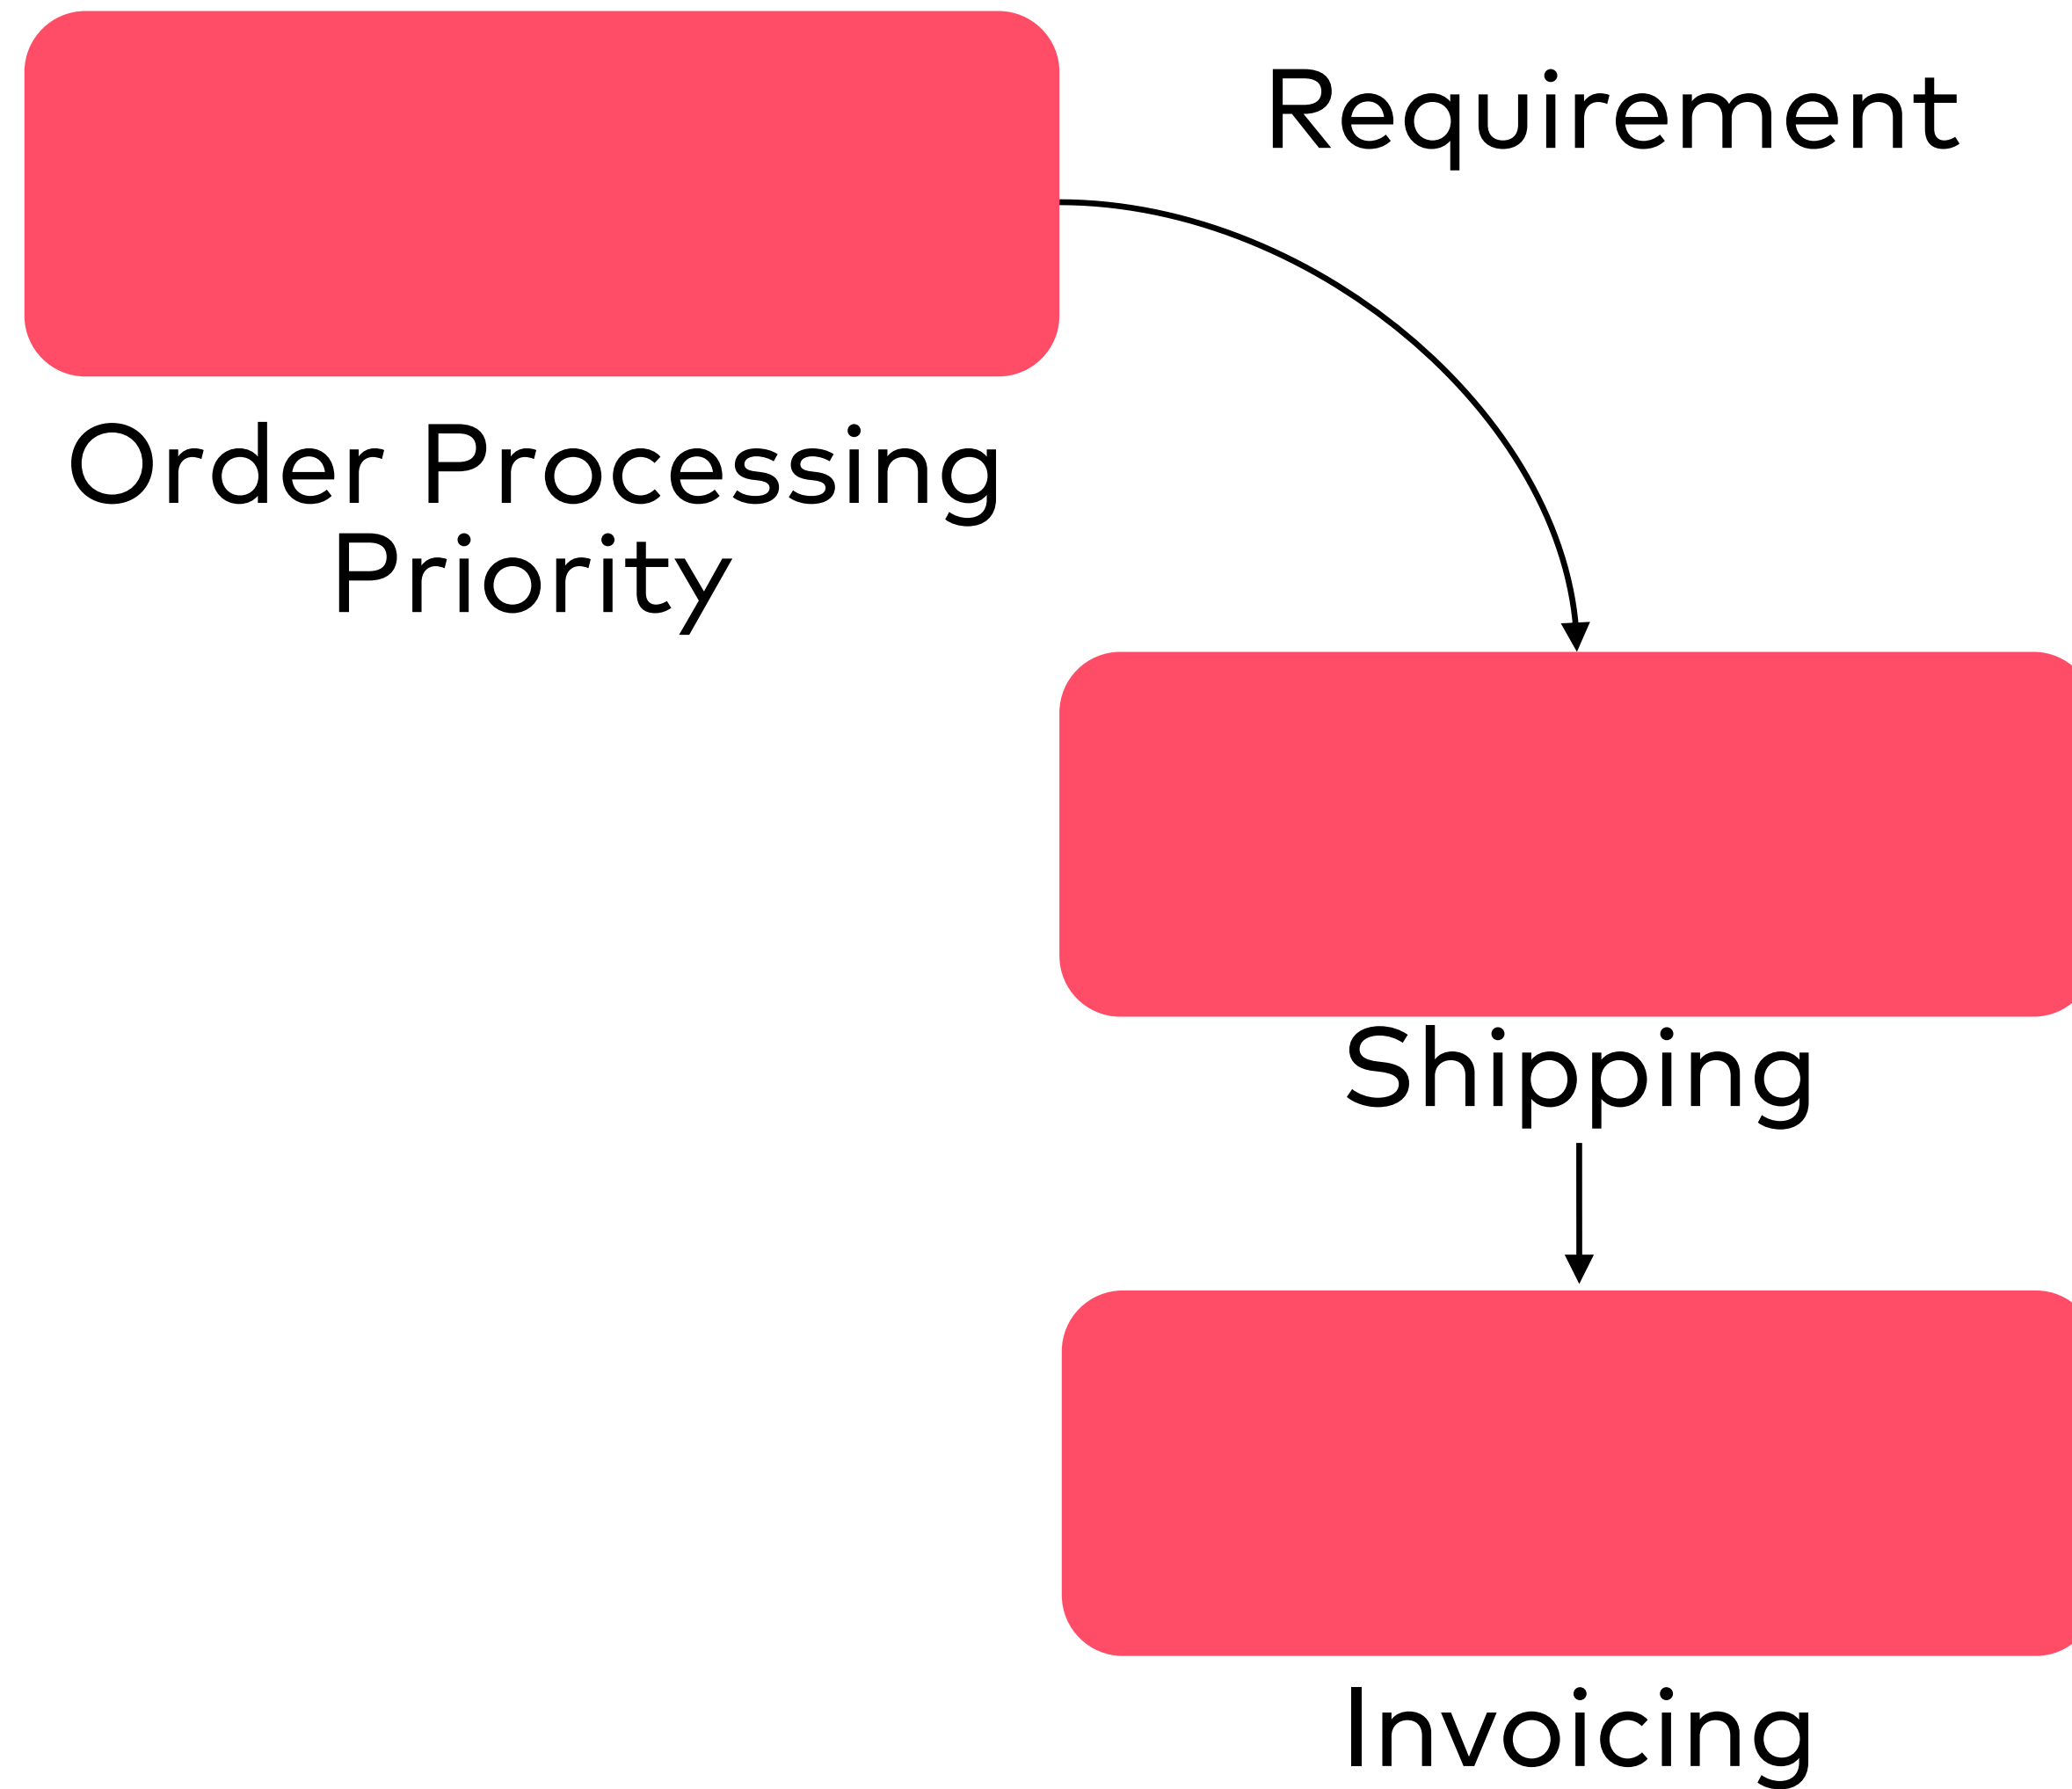 Requirement
Order Processing
Priority
Shipping
Invoicing